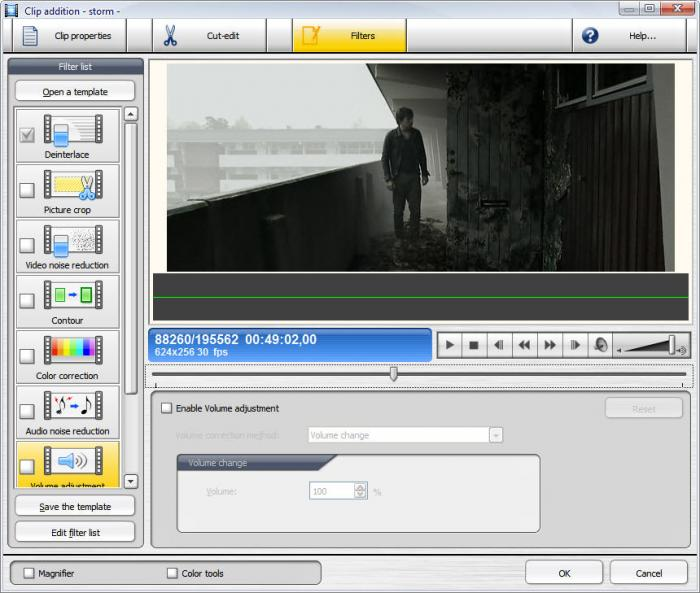 Clip addition - storm -
Clip properties
Cut-edit
Filters
Help...
Filter list
Open a template
Deinterlace
Picture crop
Video noise reduction
Contour
Color correction
Audio noise reduction
Volume adjustment
Save the template
Edit filter list
88260/195562 00:49:02,00
624x256 30 fps
Enable Volume adjustment
Reset
Volume correction method:
Volume change
Volume change
Volume:
100
%
Magnifier
Color tools
OK
Cancel